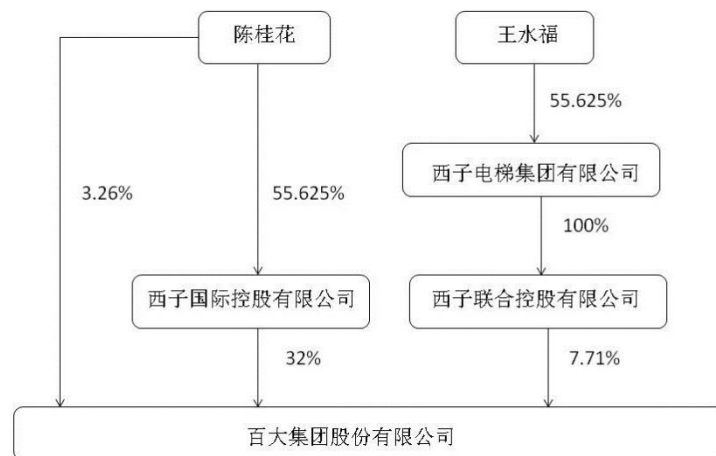 陈桂花
王水福
55.625%
西子电梯集团有限公司
3.26%
55.625%
100%
西子国际控股有限公司
西子联合控股有限公司
32%
7.71%
百大集团股份有限公司